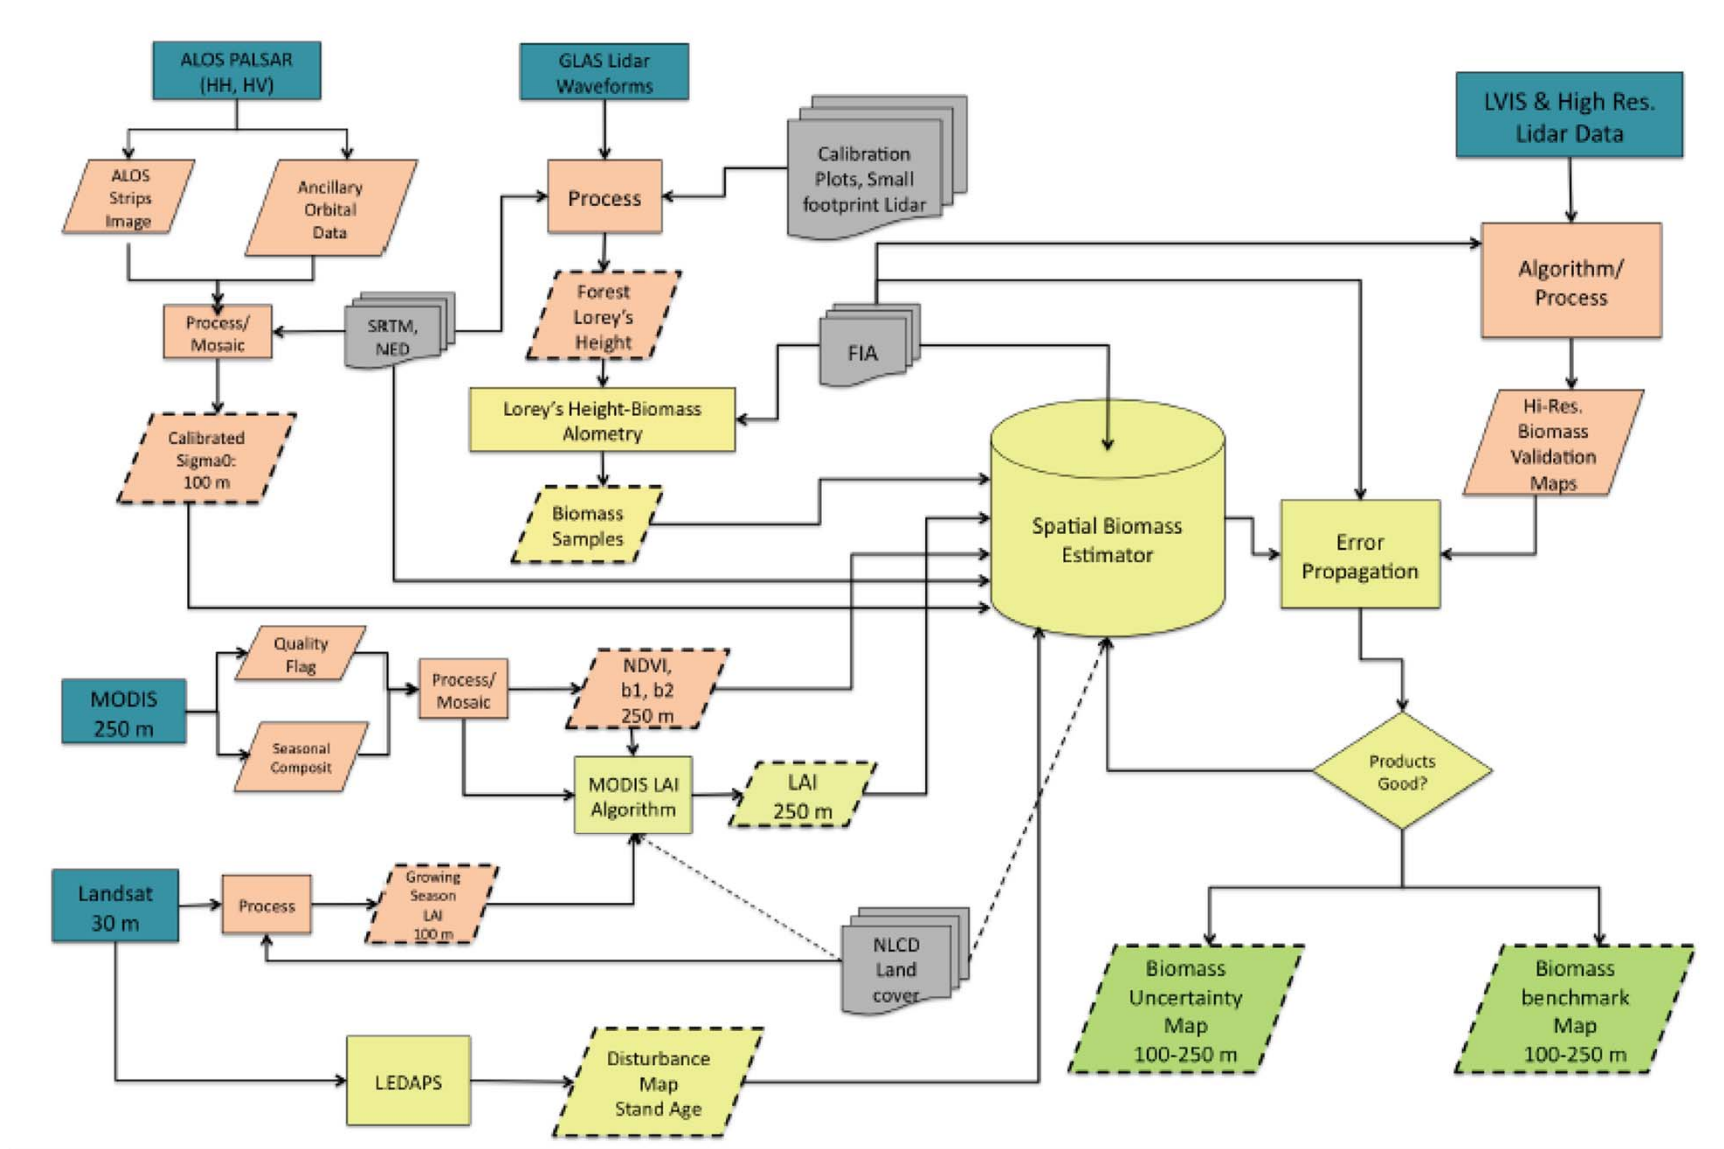 ALOS PALSAR
(HH, HV)
GLAS Lidar
Waveforms
LVIS & High Res.
Lidar Data
ALOS
Strips
Image
Ancillary
Orbital
Data
Process
Calibration
Plots, Small
footprint Lidar
Algorithm/
Process
Process/
Mosaic
SRTM,
NED
Forest
Lorey's
Height
FIA
Lorey's Height-Biomass
Alometry
Hi-Res.
Biomass
Validation
Maps
Calibrated
Sigma0:
100 m
Biomass
Samples
Spatial Biomass
Estimator
Error
Propagation
Quality
Flag
MODIS
250 m
Seasonal
Composit
Process/
Mosaic
NDVI,
b1, b2
250 m
MODIS LAI
Algorithm
LAI
250 m
Products
Good?
Landsat
30 m
Process
Growing
Season
LAI
100 m
NLCD
Land
cover
Biomass
Uncertainty
Map
100-250 m
Biomass
benchmark
Map
100-250 m
LEDAPS
Disturbance
Map
Stand Age